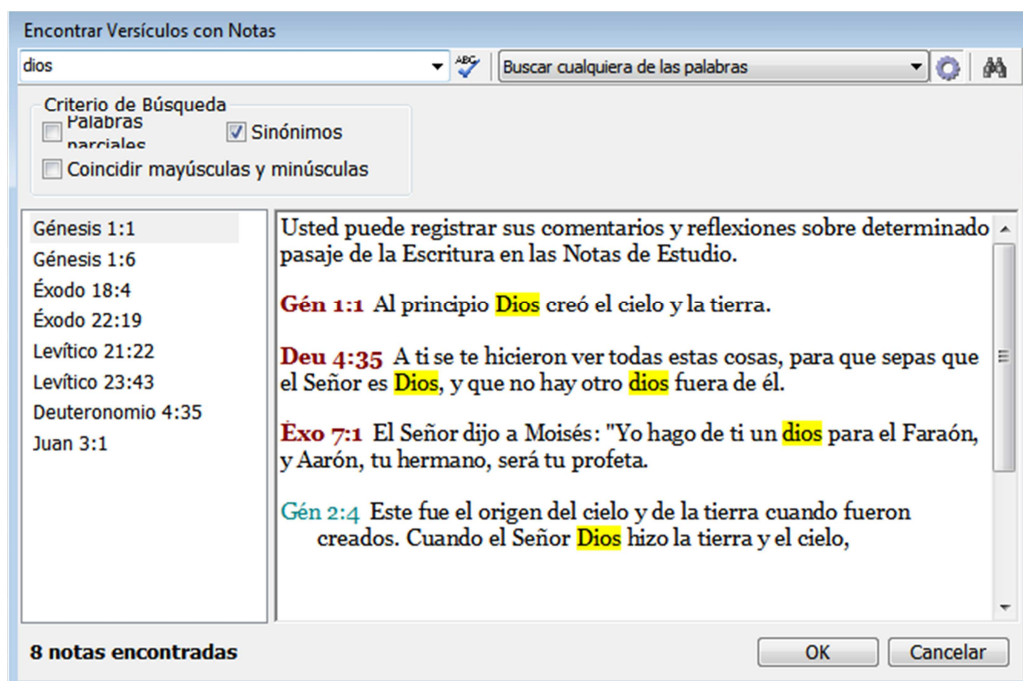 Encontrar Versículos con Notas
dios
ABC
Buscar cualquiera de las palabras
Criterio de Búsqueda
Palabras
parciales
Sinónimos
Coincidir mayúsculas y minúsculas
Génesis 1:1
Génesis 1:6
Éxodo 18:4
Éxodo 22:19
Levítico 21:22
Levítico 23:43
Deuteronomio 4:35
Juan 3:1
Usted puede registrar sus comentarios y reflexiones sobre determinado
pasaje de la Escritura en las Notas de Estudio.
Gén 1:1 Al principio Dios creó el cielo y la tierra.
Deu 4:35 A ti se te hicieron ver todas estas cosas, para que sepas que
el Señor es Dios, y que no hay otro dios fuera de él.
Éxo 7:1 El Señor dijo a Moisés: "Yo hago de ti un dios para el Faraón,
y Aarón, tu hermano, será tu profeta.
Gén 2:4 Este fue el origen del cielo y de la tierra cuando fueron
creados. Cuando el Señor Dios hizo la tierra y el cielo,
8 notas encontradas
OK
Cancelar